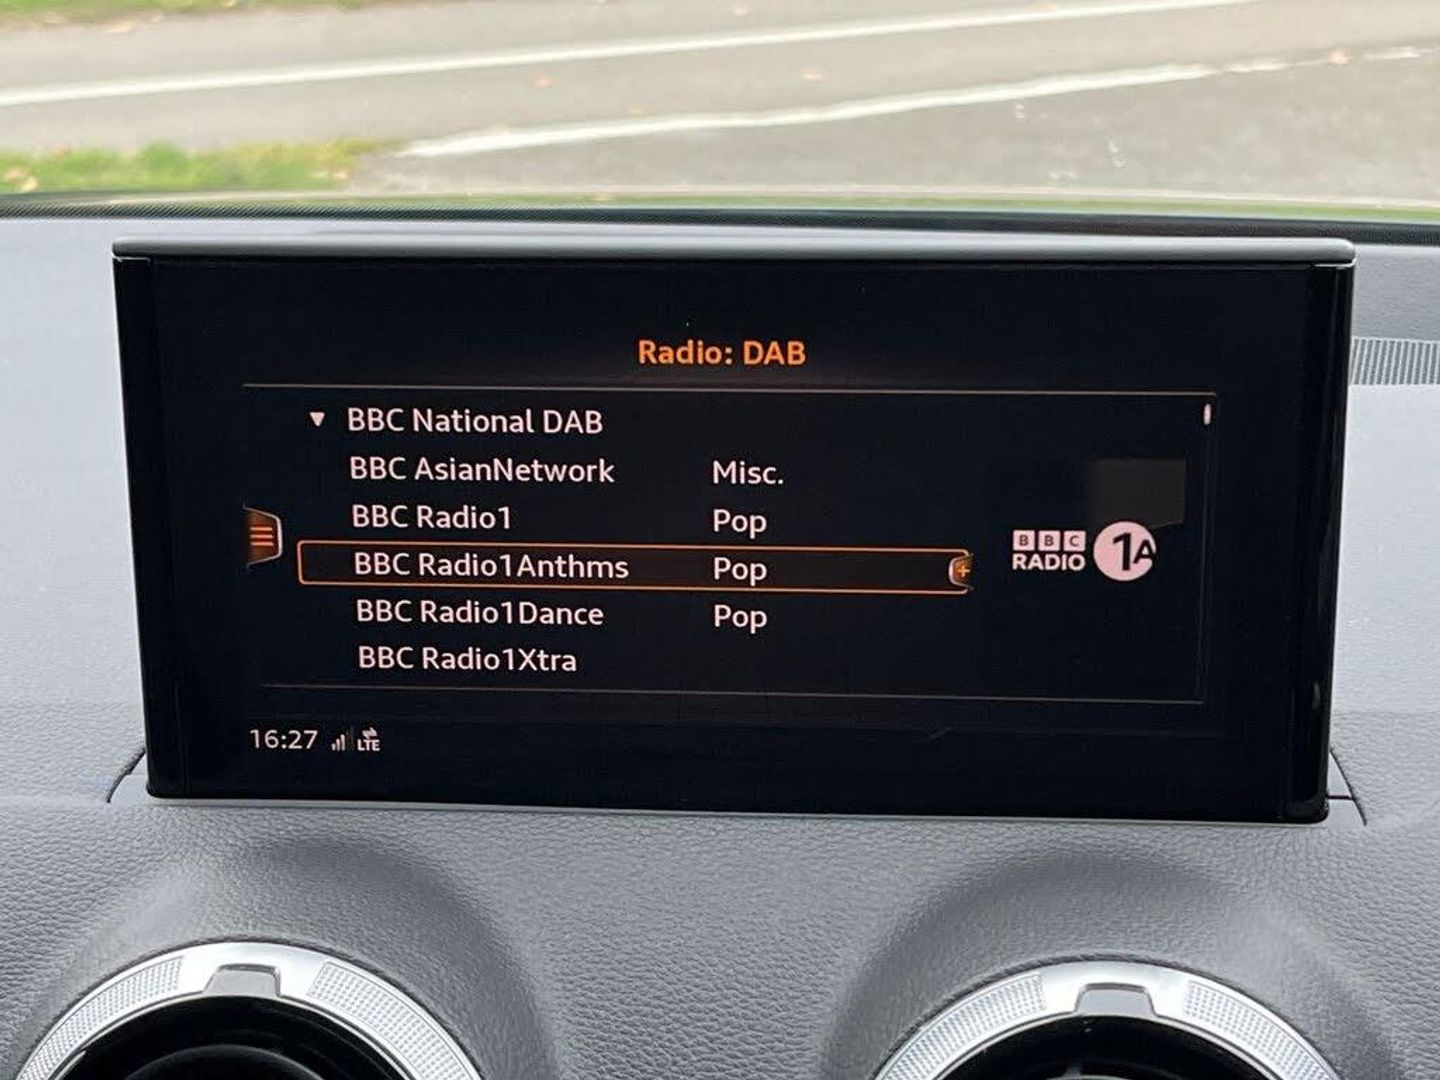 Radio: DAB
BBC National DAB
BBC AsianNetwork Misc.
BBC Radio1 Pop
BBC Radio1Anthms Pop
BBC Radio1Dance Pop
BBC Radio1Xtra
BBC
RADIO 1A
16:27 LTE